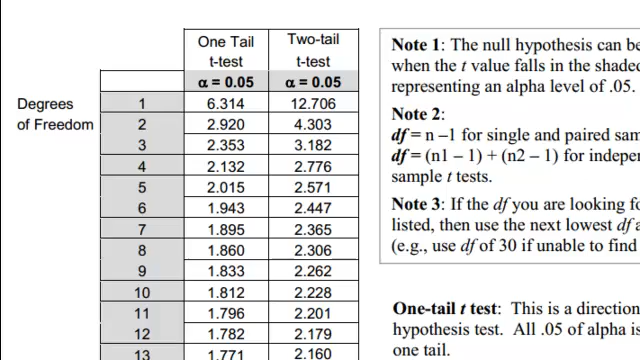 One Tail Two-tail
t-test t-test
α = 0.05 α = 0.05
Degrees of Freedom
1 6.314 12.706
2 2.920 4.303
3 2.353 3.182
4 2.132 2.776
5 2.015 2.571
6 1.943 2.447
7 1.895 2.365
8 1.860 2.306
9 1.833 2.262
10 1.812 2.228
11 1.796 2.201
12 1.782 2.179
13 1.771 2.160
Note 1: The null hypothesis can be
when the t value falls in the shaded
representing an alpha level of .05.
Note 2:
df = n –1 for single and paired sam
df = (n1 – 1) + (n2 – 1) for indepen
sample t tests.
Note 3: If the df you are looking fo
listed, then use the next lowest df a
(e.g., use df of 30 if unable to find
One-tail t test: This is a direction
hypothesis test. All .05 of alpha is
one tail.